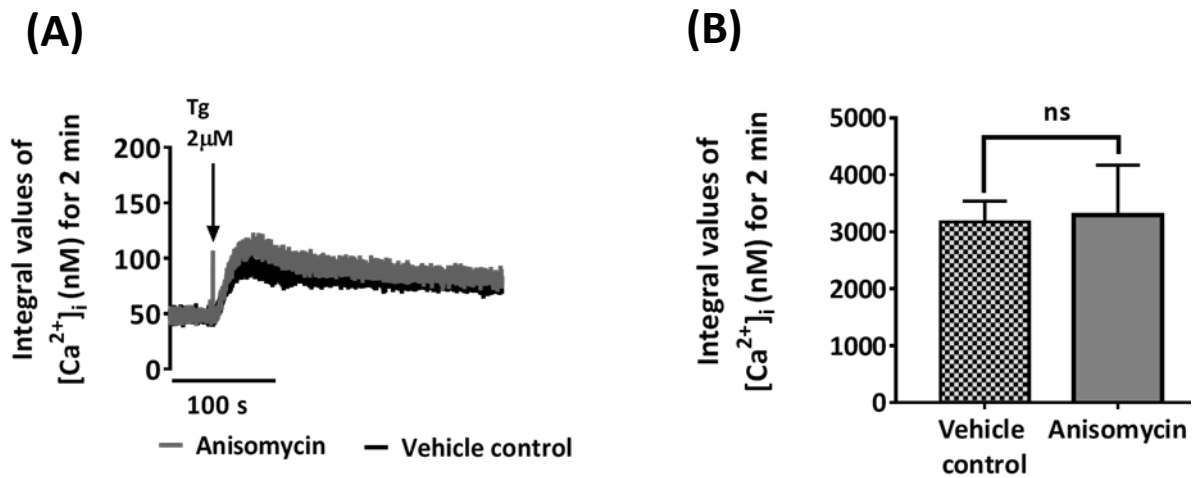 (A)
Integral values of
[Ca²⁺]ᵢ (nM) for 2 min
Tg
2μM
200
150
100
50
0
100 s
Anisomycin
Vehicle control
(B)
Integral values of
[Ca²⁺]ᵢ (nM) for 2 min
ns
5000
4000
3000
2000
1000
0
Vehicle
control
Anisomycin